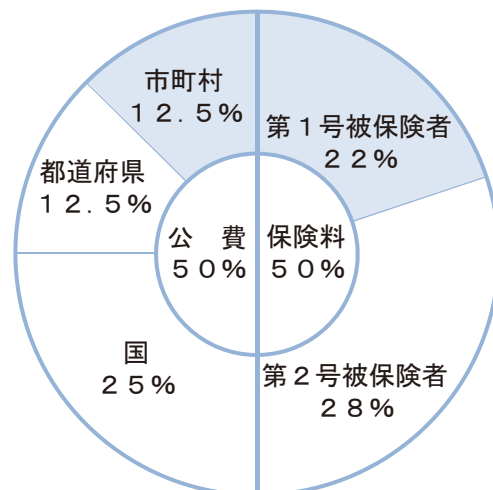 市町村
12.5%
第1号被保険者
22%
都道府県
12.5%
公　費
50%
保険料
50%
国
25%
第2号被保険者
28%